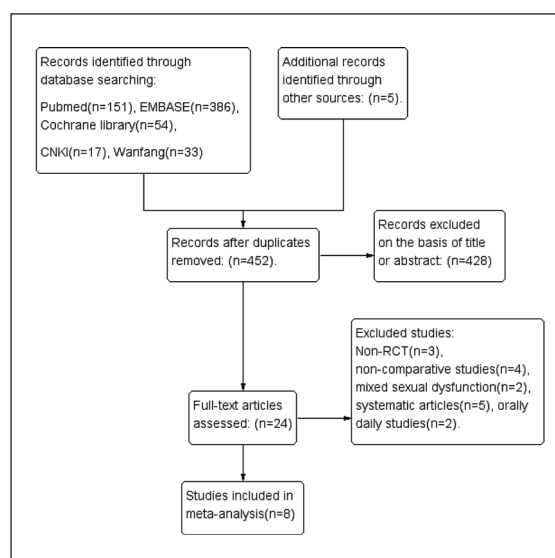 Records identified through
database searching:
Pubmed(n=151), EMBASE(n=386),
Cochrane library(n=54),
CNKI(n=17), Wanfang(n=33)
Additional records
identified through
other sources: (n=5).
Records after duplicates
removed: (n=452).
Records excluded
on the basis of title
or abstract: (n=428)
Excluded studies:
Non-RCT(n=3),
non-comparative studies(n=4),
mixed sexual dysfunction(n=2),
systematic articles(n=5), orally
daily studies(n=2).
Full-text articles
assessed: (n=24)
Studies included in
meta-analysis(n=8)